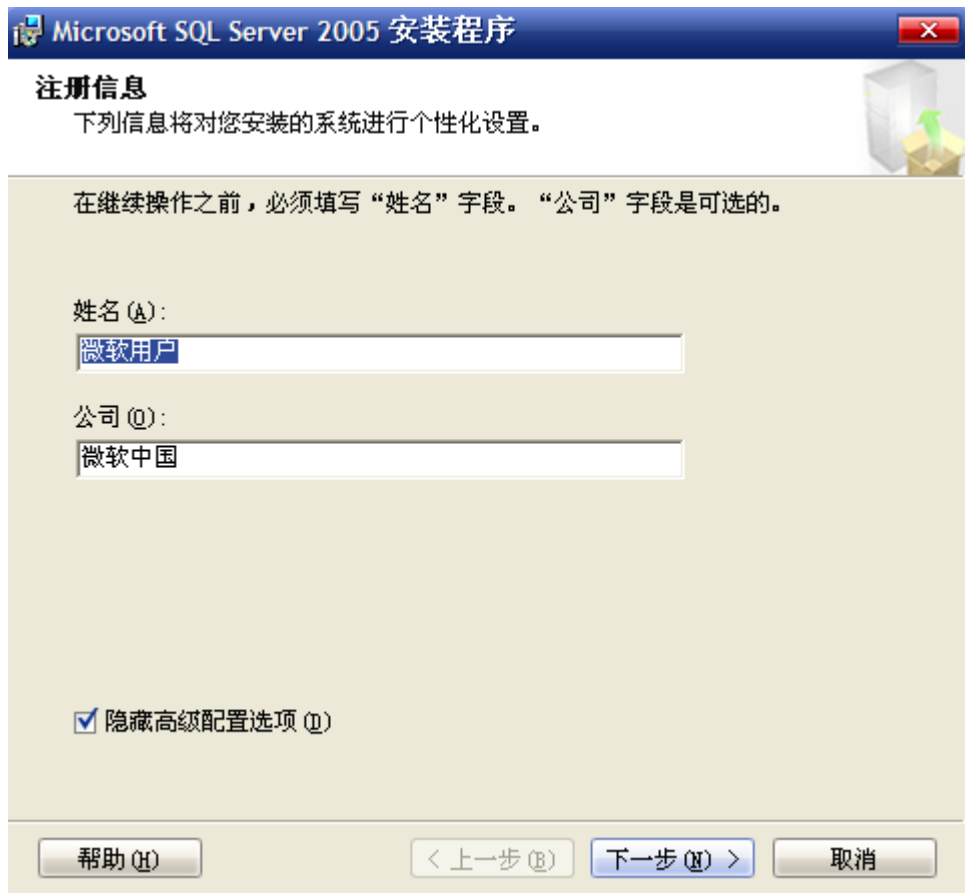 Microsoft SQL Server 2005 安装程序
注册信息
下列信息将对您安装的系统进行个性化设置。
在继续操作之前，必须填写“姓名”字段。“公司”字段是可选的。
姓名(A):
微软用户
公司(O):
微软中国
隐藏高级配置选项(D)
帮助(H)
< 上一步(B)
下一步(N) >
取消